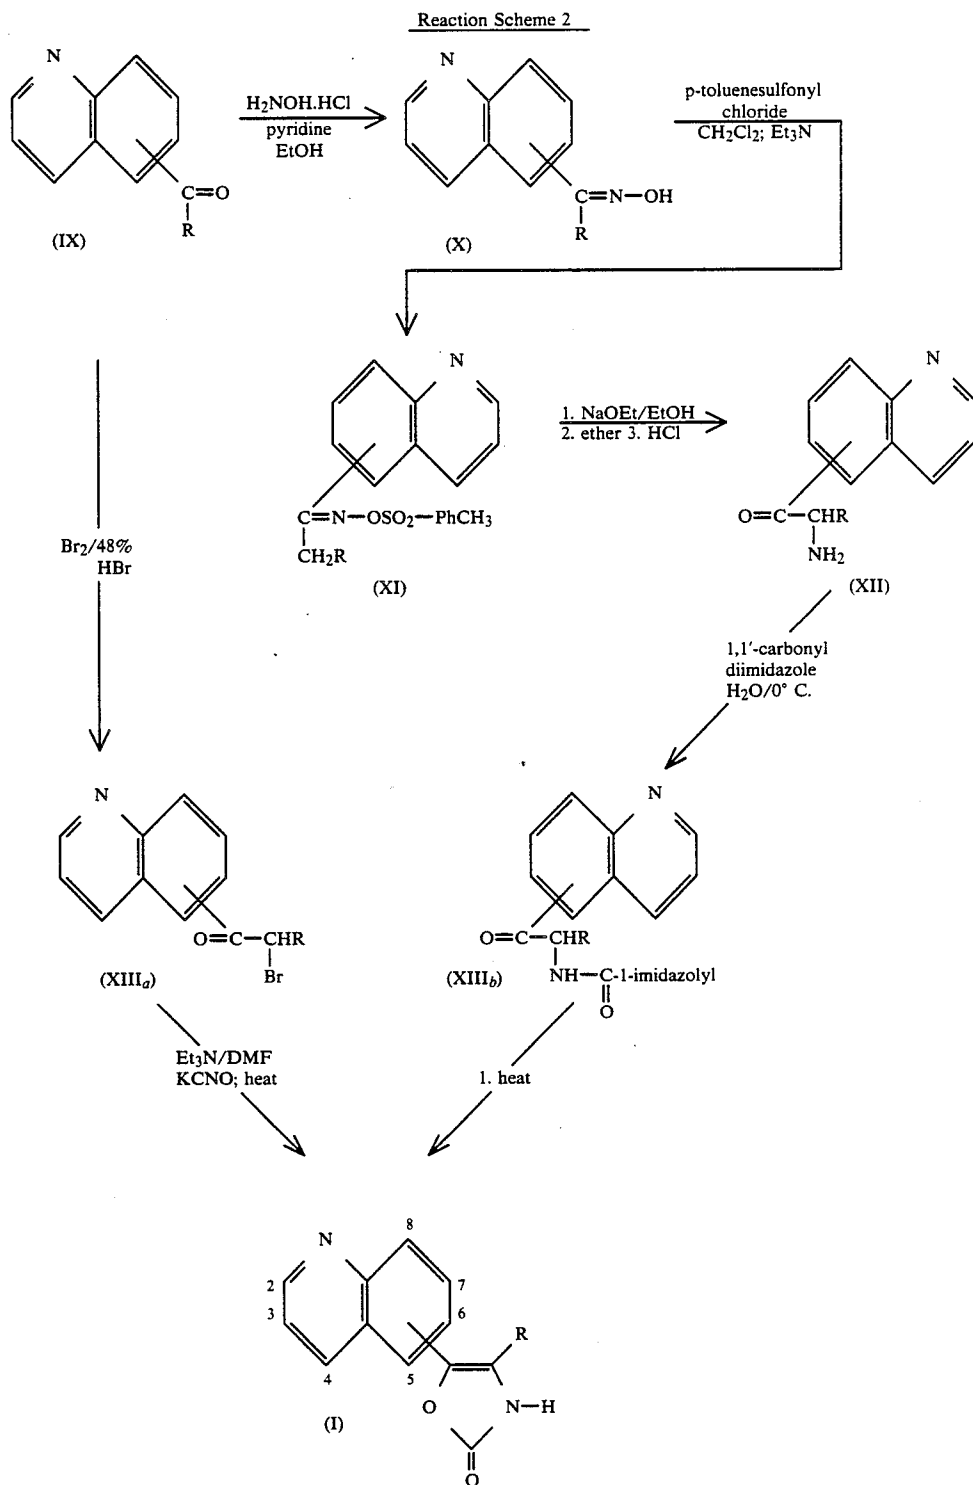 Reaction Scheme 2
N
C=O
R
(IX)
H2NOH.HCl
pyridine
EtOH
N
C=N—OH
R
(X)
p-toluenesulfonyl
chloride
CH2Cl2; Et3N
N
C=N—OSO2—PhCH3
CH2R
(XI)
1. NaOEt/EtOH
2. ether 3. HCl
N
O=C—CHR
NH2
(XII)
Br2/48%
HBr
1,1'-carbonyl
diimidazole
H2O/0° C.
N
O=C—CHR
Br
(XIIIa)
N
O=C—CHR
NH—C-1-imidazolyl
O
(XIIIb)
Et3N/DMF
KCNO; heat
1. heat
8
N
2
7
3
6
R
4
5
O
N—H
O
(I)